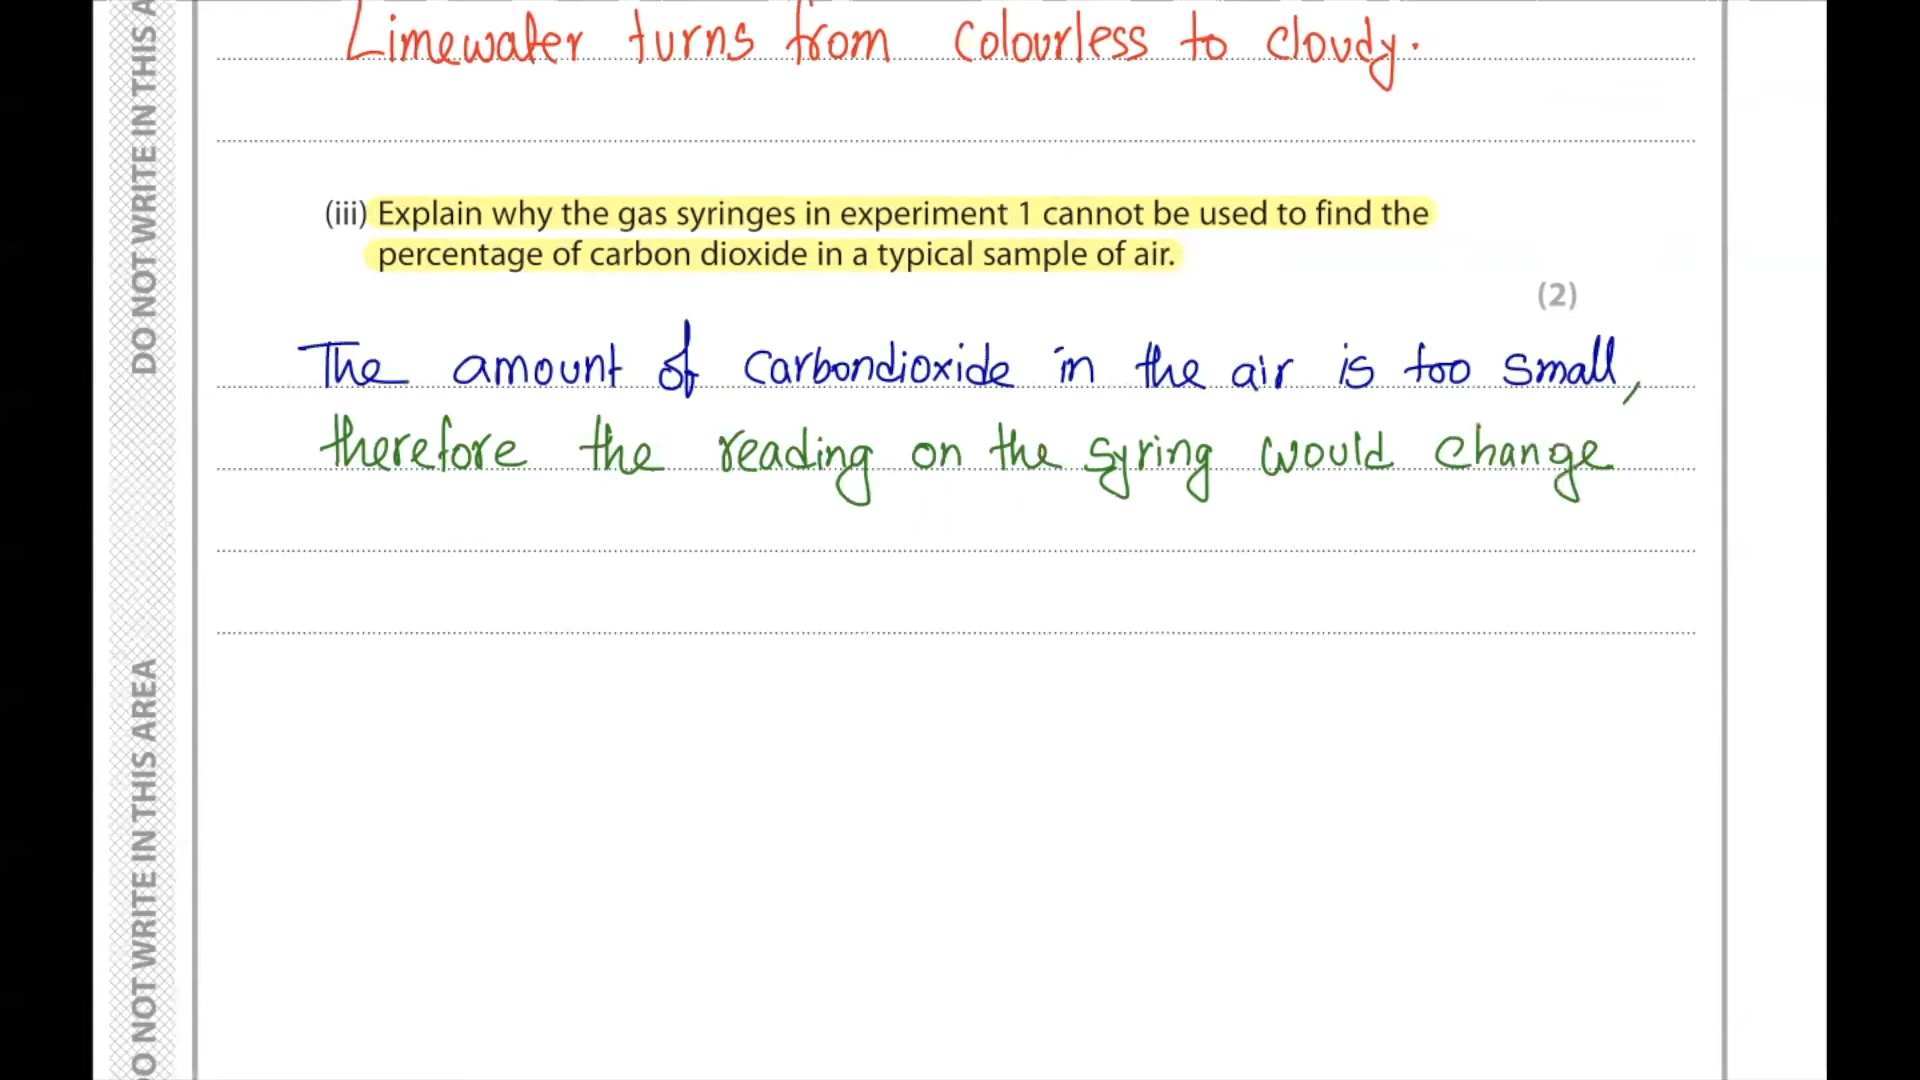 Limewater turns from colourless to cloudy.
(iii) Explain why the gas syringes in experiment 1 cannot be used to find the
percentage of carbon dioxide in a typical sample of air.
(2)
The amount of carbondioxide in the air is too small,
therefore the reading on the syring would change
DO NOT WRITE IN THIS A
DO NOT WRITE IN THIS AREA